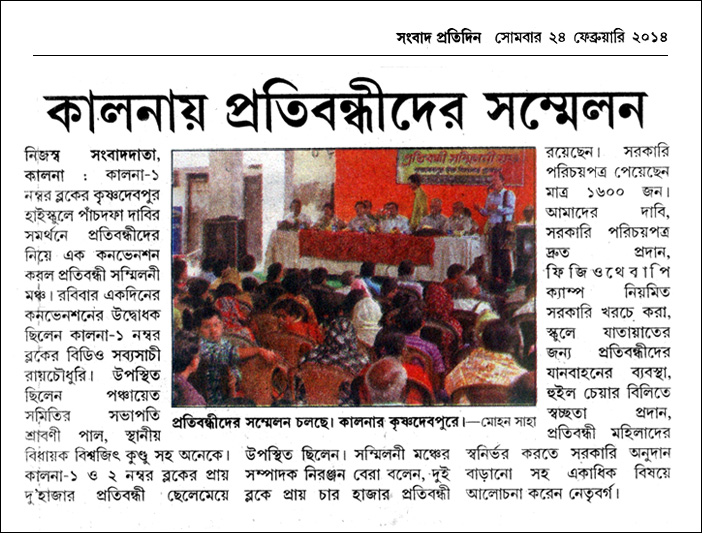 সংবাদ প্রতিদিন সোমবার ২৪ ফেব্রুয়ারি ২০১৪
কালনায় প্রতিবন্ধীদের সম্মেলন
নিজস্ব সংবাদদাতা,
কালনা : কালনা-১
নম্বর ব্লকের কৃষ্ণদেবপুর
হাইস্কুলে পাঁচদফা দাবির
সমর্থনে প্রতিবন্ধীদের
নিয়ে এক কনভেনশন
করল প্রতিবন্ধী সম্মিলনী
মঞ্চ। রবিবার একদিনের
কনভেনশনের উদ্বোধক
ছিলেন কালনা-১ নম্বর
ব্লকের বিডিও সব্যসাচী
রায়চৌধুরি। উপস্থিত
ছিলেন পঞ্চায়েত
সমিতির সভাপতি
শ্রাবণী পাল, স্থানীয়
বিধায়ক বিশ্বজিৎ কুণ্ডু সহ অনেকে।
কালনা-১ ও ২ নম্বর ব্লকের প্রায়
দু'হাজার প্রতিবন্ধী ছেলেমেয়ে
প্রতিবন্ধী সম্মিলনী মঞ্চ
প্রতিবন্ধীদের সম্মেলন চলছে। কালনার কৃষ্ণদেবপুরে।—মোহন সাহা
উপস্থিত ছিলেন। সম্মিলনী মঞ্চের
সম্পাদক নিরঞ্জন বেরা বলেন, দুই
ব্লকে প্রায় চার হাজার প্রতিবন্ধী
রয়েছেন। সরকারি
পরিচয়পত্র পেয়েছেন
মাত্র ১৬০০ জন।
আমাদের দাবি,
সরকারি পরিচয়পত্র
দ্রুত প্রদান,
ফিজিওথেবাপি
ক্যাম্প নিয়মিত
সরকারি খরচে করা,
স্কুলে যাতায়াতের
জন্য প্রতিবন্ধীদের
যানবাহনের ব্যবস্থা,
হুইল চেয়ার বিলিতে
স্বচ্ছতা প্রদান,
প্রতিবন্ধী মহিলাদের
স্বনির্ভর করতে সরকারি অনুদান
বাড়ানো সহ একাধিক বিষয়ে
আলোচনা করেন নেতৃবর্গ।